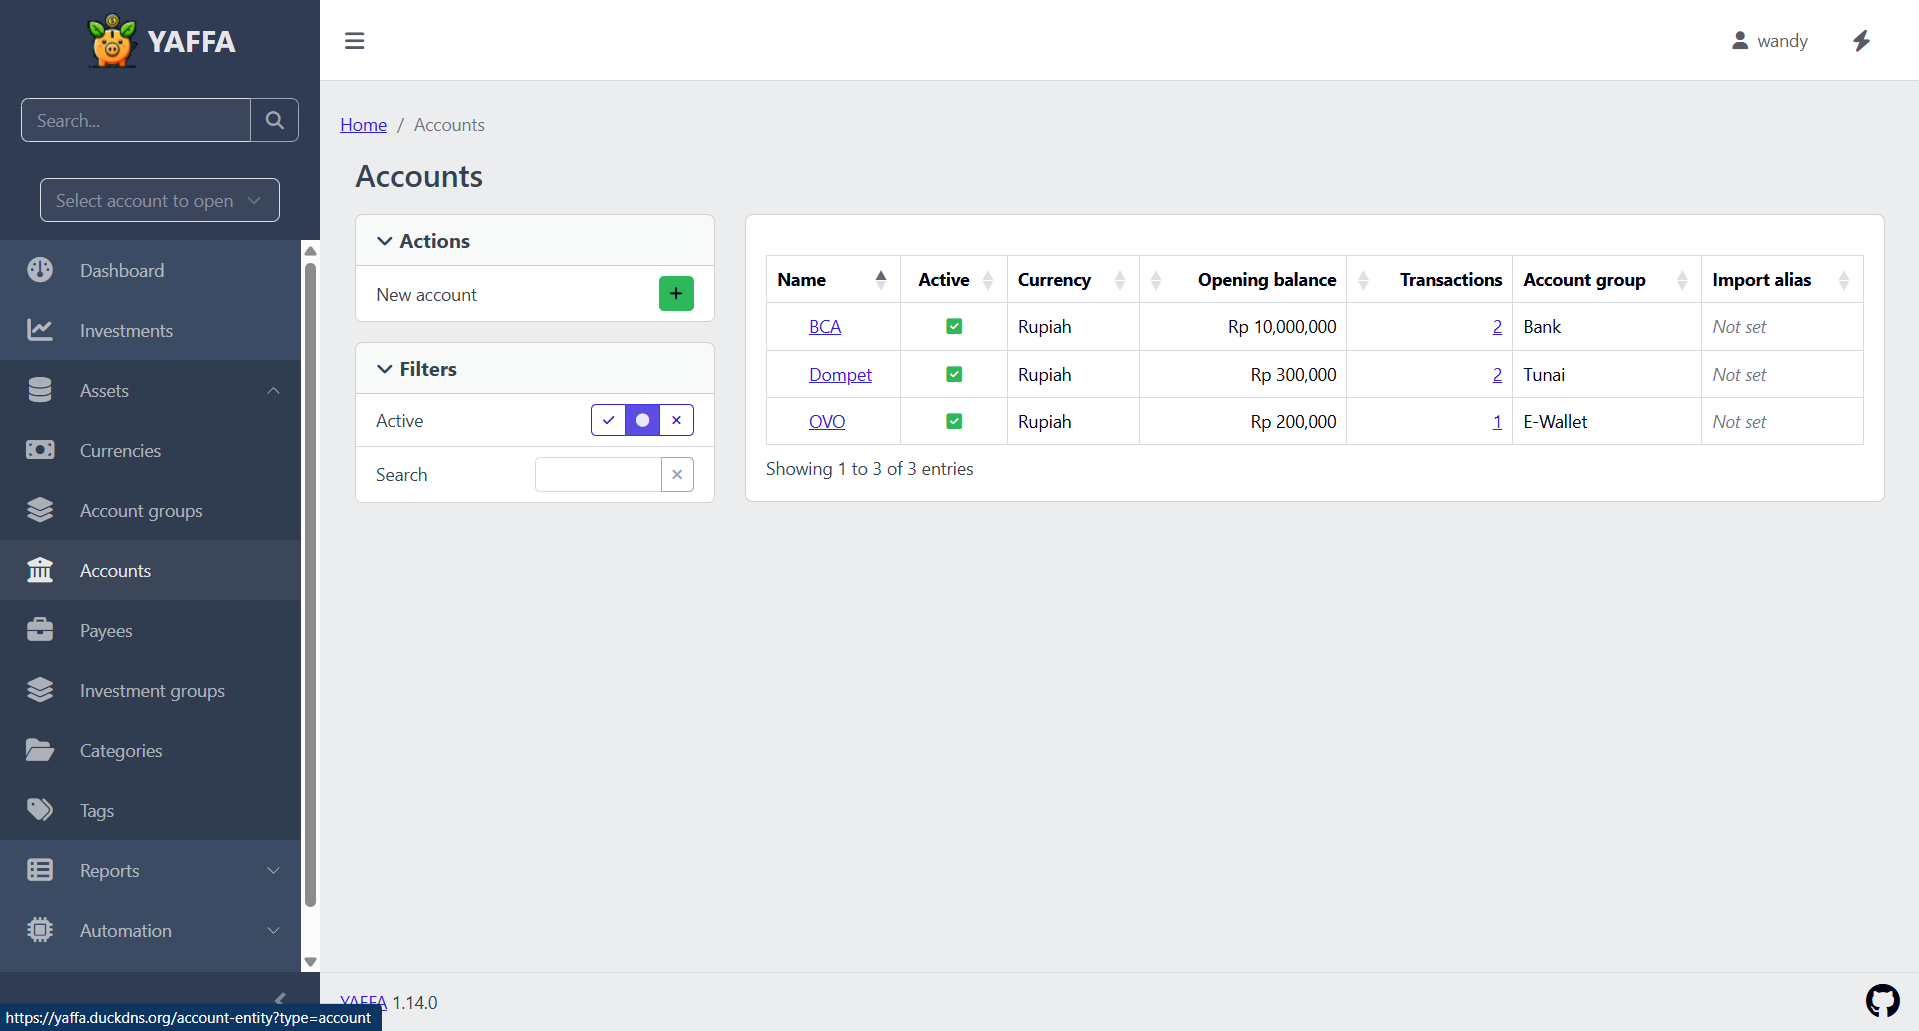 YAFFA
Search...
Select account to open
Dashboard
Investments
Assets
Currencies
Account groups
Accounts
Payees
Investment groups
Categories
Tags
Reports
Automation
https://yaffa.duckdns.org/account-entity?type=account
wandy
Home / Accounts
Accounts
Actions
New account
Filters
Active
Search
Name Active Currency Opening balance Transactions Account group Import alias
BCA Rupiah Rp 10,000,000 2 Bank Not set
Dompet Rupiah Rp 300,000 2 Tunai Not set
OVO Rupiah Rp 200,000 1 E-Wallet Not set
Showing 1 to 3 of 3 entries
YAFFA 1.14.0